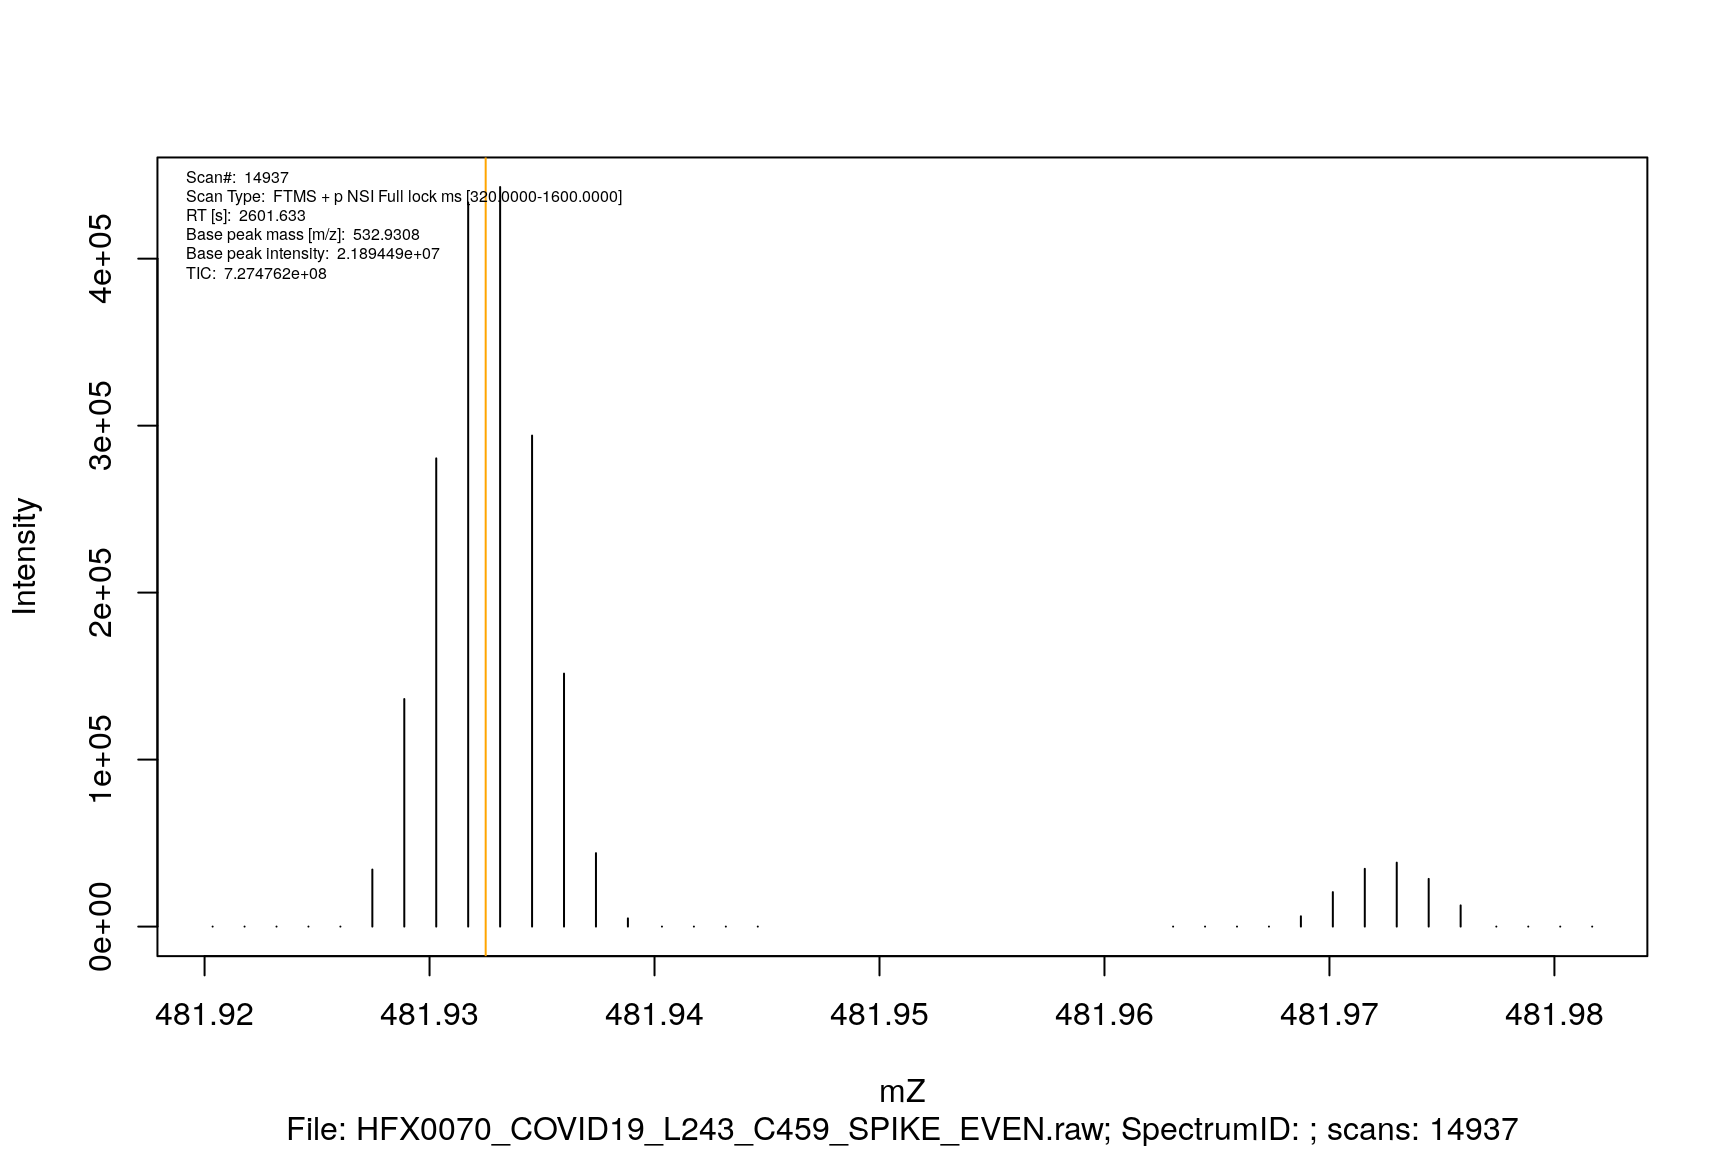 Scan#: 14937
Scan Type: FTMS + p NSI Full lock ms [320.0000-1600.0000]
RT [s]: 2601.633
Base peak mass [m/z]: 532.9308
Base peak intensity: 2.189449e+07
TIC: 7.274762e+08
4e+05
3e+05
2e+05
1e+05
0e+00
Intensity
481.92 481.93 481.94 481.95 481.96 481.97 481.98
mZ
File: HFX0070_COVID19_L243_C459_SPIKE_EVEN.raw; SpectrumID: ; scans: 14937